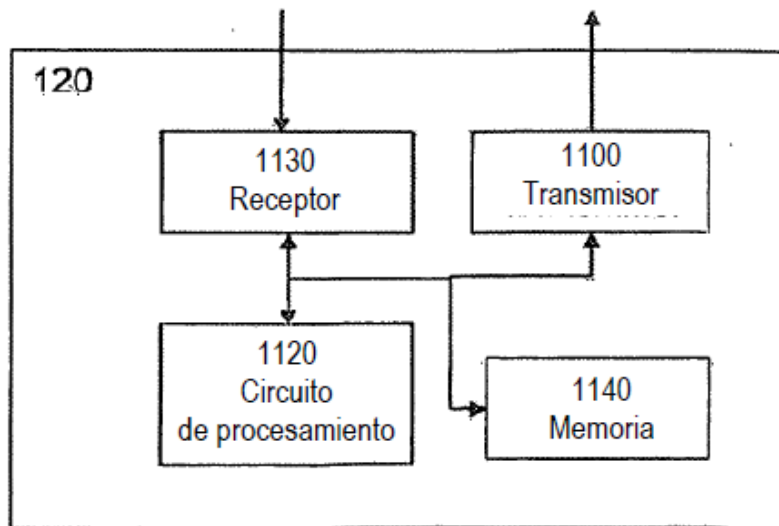 120
1130
Receptor
1100
Transmisor
1120
Circuito
de procesamiento
1140
Memoria